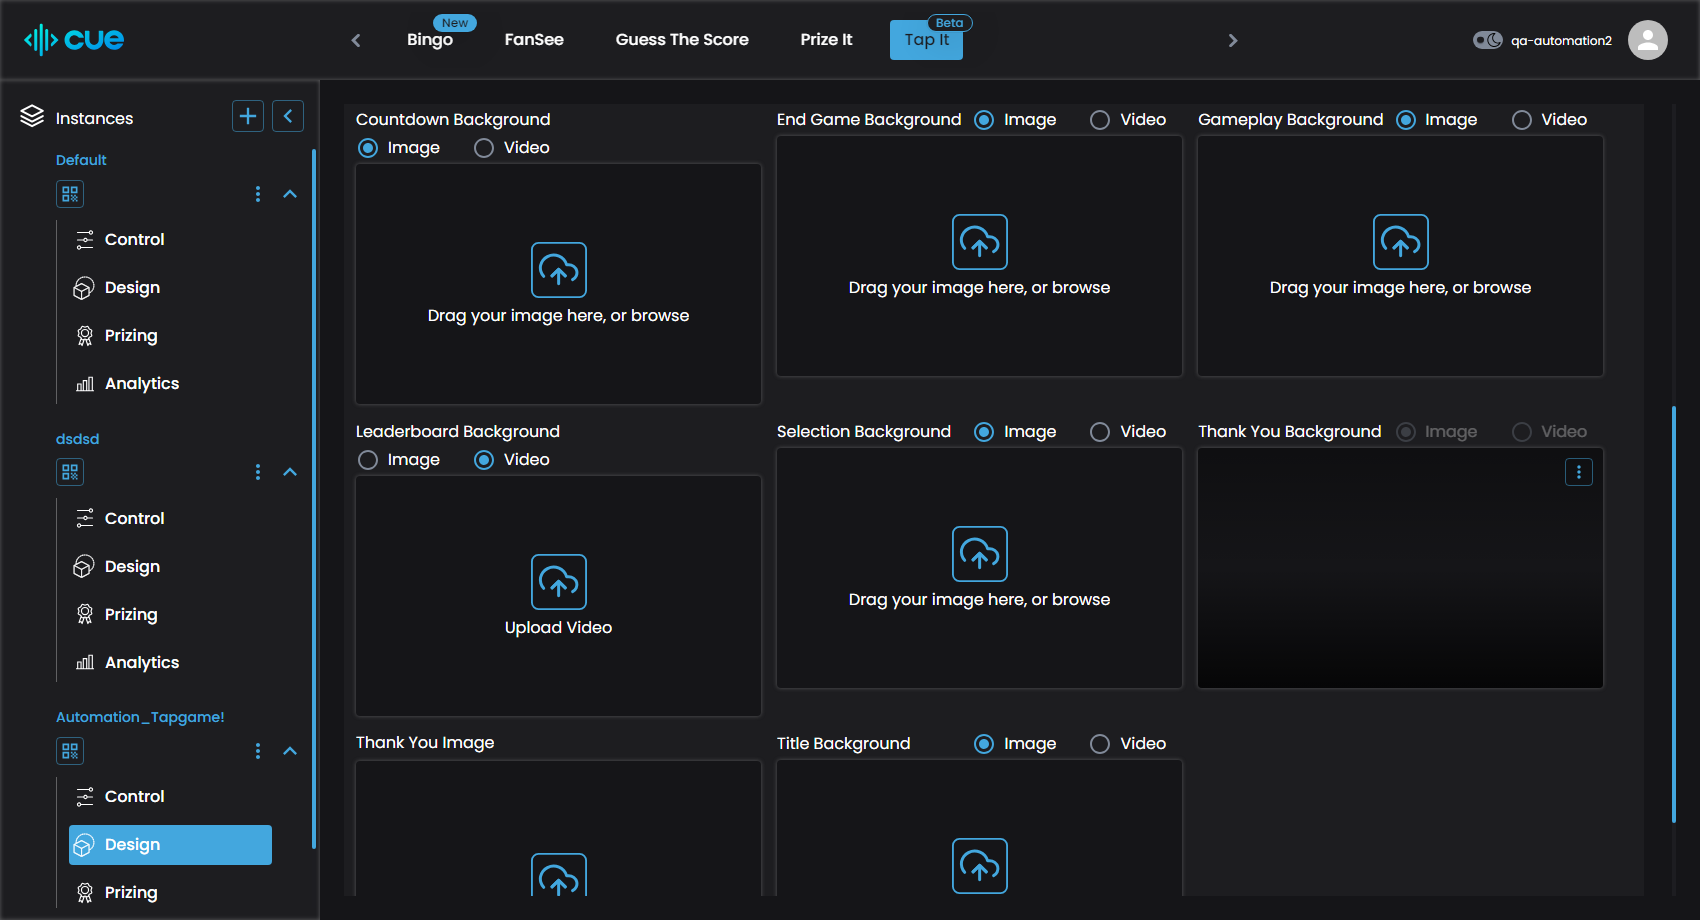 cue
New
Bingo
FanSee
Guess The Score
Prize It
Beta
Tap It
qa-automation2
Instances
Default
Control
Design
Prizing
Analytics
dsdsd
Control
Design
Prizing
Analytics
Automation_Tapgame!
Control
Design
Prizing
Countdown Background
Image Video
Drag your image here, or browse
End Game Background Image Video
Drag your image here, or browse
Gameplay Background Image Video
Drag your image here, or browse
Leaderboard Background
Image Video
Upload Video
Selection Background Image Video
Drag your image here, or browse
Thank You Background Image Video
Thank You Image
Title Background Image Video